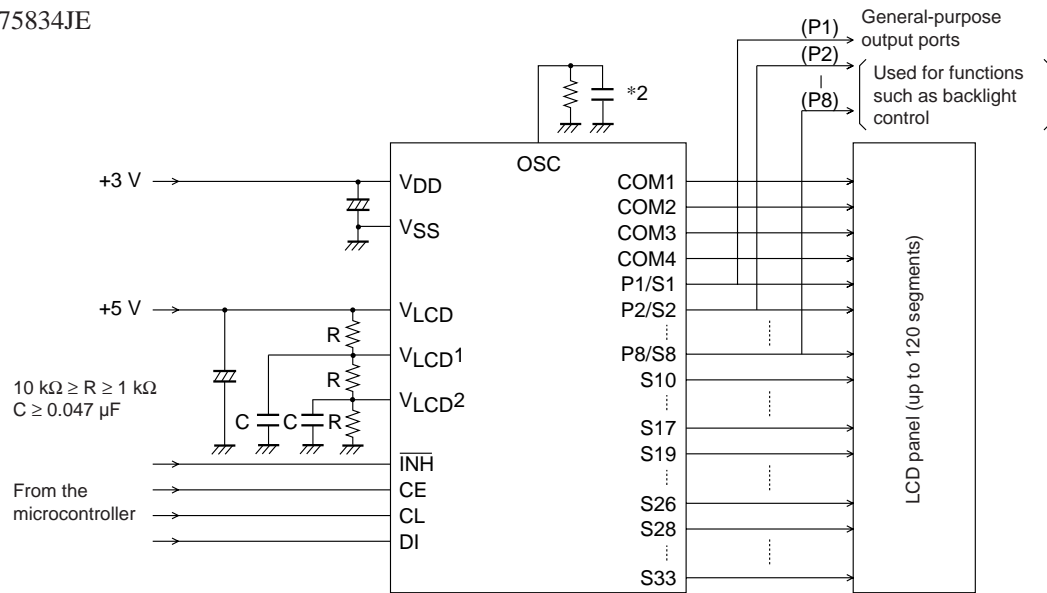 75834JE
(P1)
General-purpose
output ports
(P2)
(P8)
Used for functions
such as backlight
control
*2
OSC
+3 V
VDD
VSS
+5 V
VLCD
R
VLCD1
R
VLCD2
C
C
R
10 kΩ ≥ R ≥ 1 kΩ
C ≥ 0.047 µF
INH
CE
CL
DI
From the
microcontroller
COM1
COM2
COM3
COM4
P1/S1
P2/S2
P8/S8
S10
S17
S19
S26
S28
S33
LCD panel (up to 120 segments)